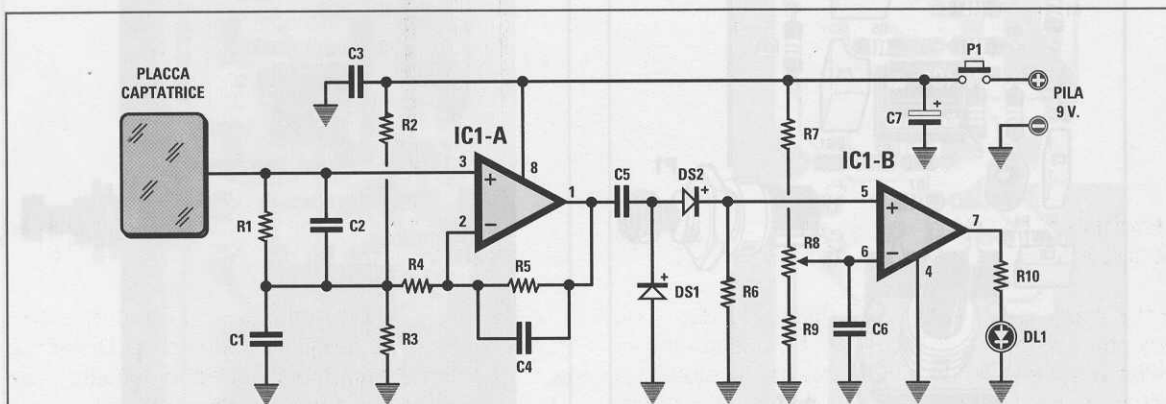 PLACCA
CAPTATRICE
C3
R2
IC1-A
3
8
2
1
R1
C2
R4
R5
C1
R3
C4
C5
DS2
+
DS1
+
R6
R7
R8
R9
C6
IC1-B
5
6
7
4
R10
DL1
C7
+
P1
+
PILA
9 V.
-
+
-
+
-